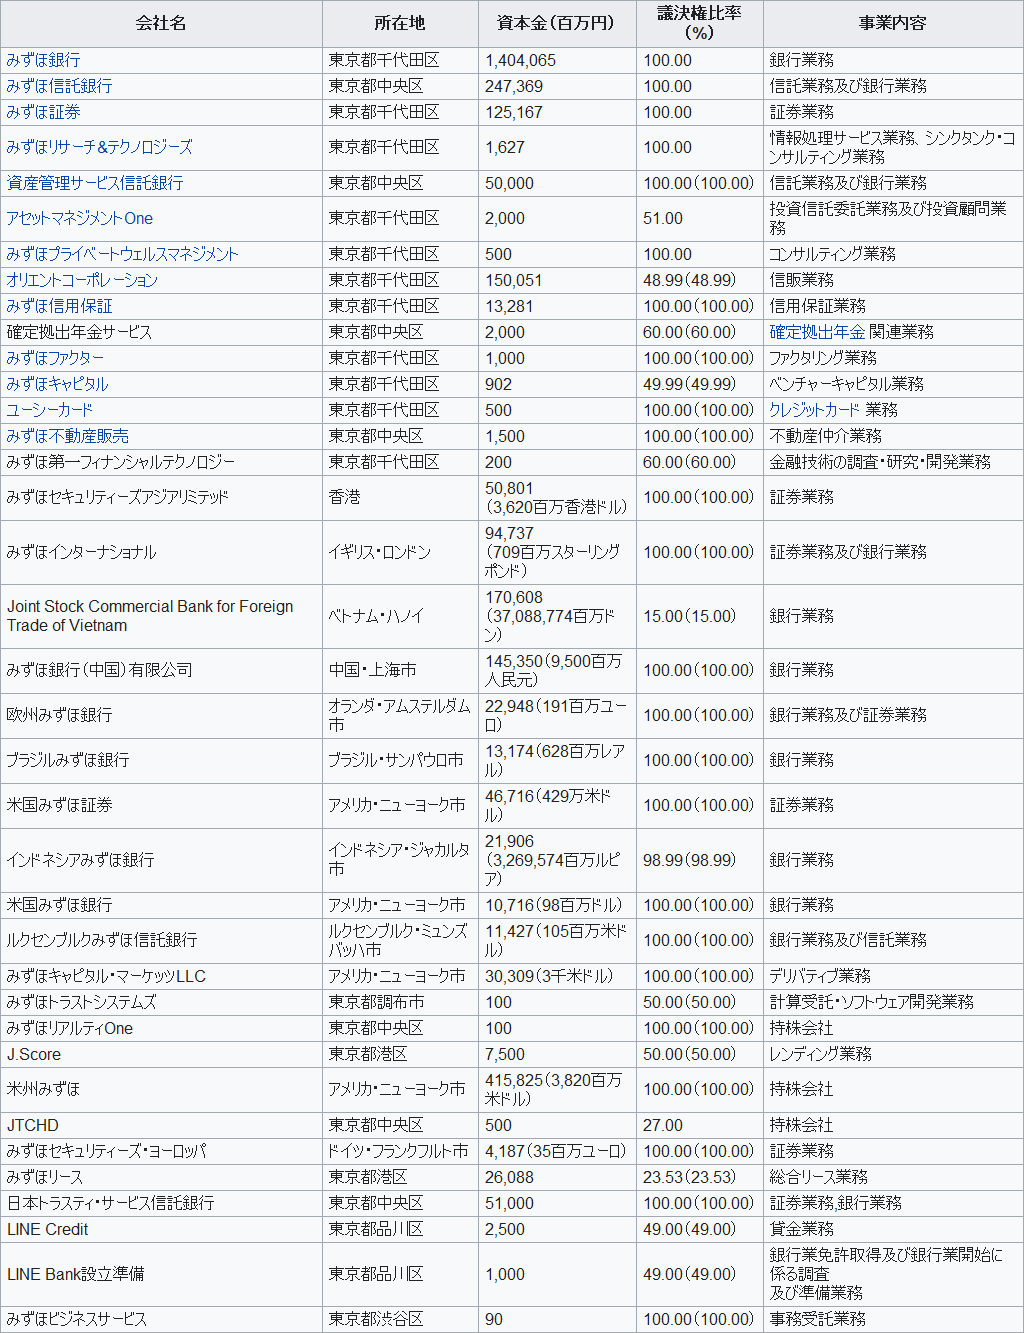 会社名 所在地 資本金(百万円) 議決権比率(%) 事業内容
みずほ銀行 東京都千代田区 1,404,065 100.00 銀行業務
みずほ信託銀行 東京都中央区 247,369 100.00 信託業務及び銀行業務
みずほ証券 東京都千代田区 125,167 100.00 証券業務
みずほリサーチ&テクノロジーズ 東京都千代田区 1,627 100.00 情報処理サービス業務、シンクタンク・コンサルティング業務
資産管理サービス信託銀行 東京都中央区 50,000 100.00(100.00) 信託業務及び銀行業務
アセットマネジメントOne 東京都千代田区 2,000 51.00 投資信託委託業務及び投資顧問業務
みずほプライベートウェルスマネジメント 東京都千代田区 500 100.00 コンサルティング業務
オリエントコーポレーション 東京都千代田区 150,051 48.99(48.99) 信販業務
みずほ信用保証 東京都千代田区 13,281 100.00(100.00) 信用保証業務
確定拠出年金サービス 東京都中央区 2,000 60.00(60.00) 確定拠出年金 関連業務
みずほファクター 東京都千代田区 1,000 100.00(100.00) ファクタリング業務
みずほキャピタル 東京都千代田区 902 49.99(49.99) ベンチャーキャピタル業務
ユーシーカード 東京都千代田区 500 100.00(100.00) クレジットカード 業務
みずほ不動産販売 東京都中央区 1,500 100.00(100.00) 不動産仲介業務
みずほ第一フィナンシャルテクノロジー 東京都千代田区 200 60.00(60.00) 金融技術の調査・研究・開発業務
みずほセキュリティーズアジアリミテッド 香港 50,801(3,620百万香港ドル) 100.00(100.00) 証券業務
みずほインターナショナル イギリス・ロンドン 94,737(709百万スターリングポンド) 100.00(100.00) 証券業務及び銀行業務
Joint Stock Commercial Bank for Foreign Trade of Vietnam ベトナム・ハノイ 170,608(37,088,774百万ドン) 15.00(15.00) 銀行業務
みずほ銀行(中国)有限公司 中国・上海市 145,350(9,500百万人民元) 100.00(100.00) 銀行業務
欧州みずほ銀行 オランダ・アムステルダム市 22,948(191百万ユーロ) 100.00(100.00) 銀行業務及び証券業務
ブラジルみずほ銀行 ブラジル・サンパウロ市 13,174(628百万レアル) 100.00(100.00) 銀行業務
米国みずほ証券 アメリカ・ニューヨーク市 46,716(429万米ドル) 100.00(100.00) 証券業務
インドネシアみずほ銀行 インドネシア・ジャカルタ市 21,906(3,269,574百万ルピア) 98.99(98.99) 銀行業務
米国みずほ銀行 アメリカ・ニューヨーク市 10,716(98百万ドル) 100.00(100.00) 銀行業務
ルクセンブルクみずほ信託銀行 ルクセンブルク・ミュンズバッハ市 11,427(105百万米ドル) 100.00(100.00) 銀行業務及び信託業務
みずほキャピタル・マーケッツLLC アメリカ・ニューヨーク市 30,309(3千米ドル) 100.00(100.00) デリバティブ業務
みずほトラストシステムズ 東京都調布市 100 50.00(50.00) 計算受託・ソフトウェア開発業務
みずほリアルティOne 東京都中央区 100 100.00(100.00) 持株会社
J.Score 東京都港区 7,500 50.00(50.00) レンディング業務
米州みずほ アメリカ・ニューヨーク市 415,825(3,820百万米ドル) 100.00(100.00) 持株会社
JTCHD 東京都中央区 500 27.00 持株会社
みずほセキュリティーズ・ヨーロッパ ドイツ・フランクフルト市 4,187(35百万ユーロ) 100.00(100.00) 証券業務
みずほリース 東京都港区 26,088 23.53(23.53) 総合リース業務
日本トラスティ・サービス信託銀行 東京都中央区 51,000 100.00(100.00) 証券業務,銀行業務
LINE Credit 東京都品川区 2,500 49.00(49.00) 貸金業務
LINE Bank設立準備 東京都品川区 1,000 49.00(49.00) 銀行業免許取得及び銀行業開始に係る調査及び準備業務
みずほビジネスサービス 東京都渋谷区 90 100.00(100.00) 事務受託業務